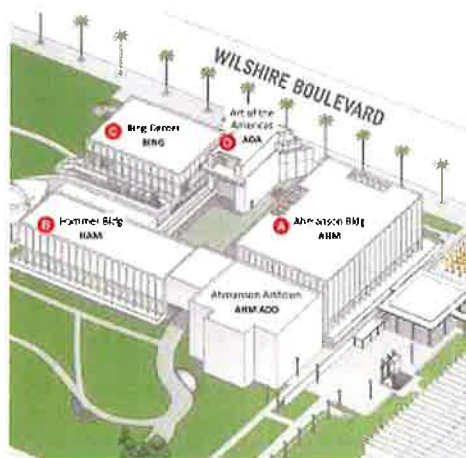 WILSHIRE BOULEVARD
Art of the
Americas
D
AOA
C
Bing Center
BING
B
Hammer Bldg
HAM
A
Ahmanson Bldg
AHM
Ahmanson Addition
AHM ADD